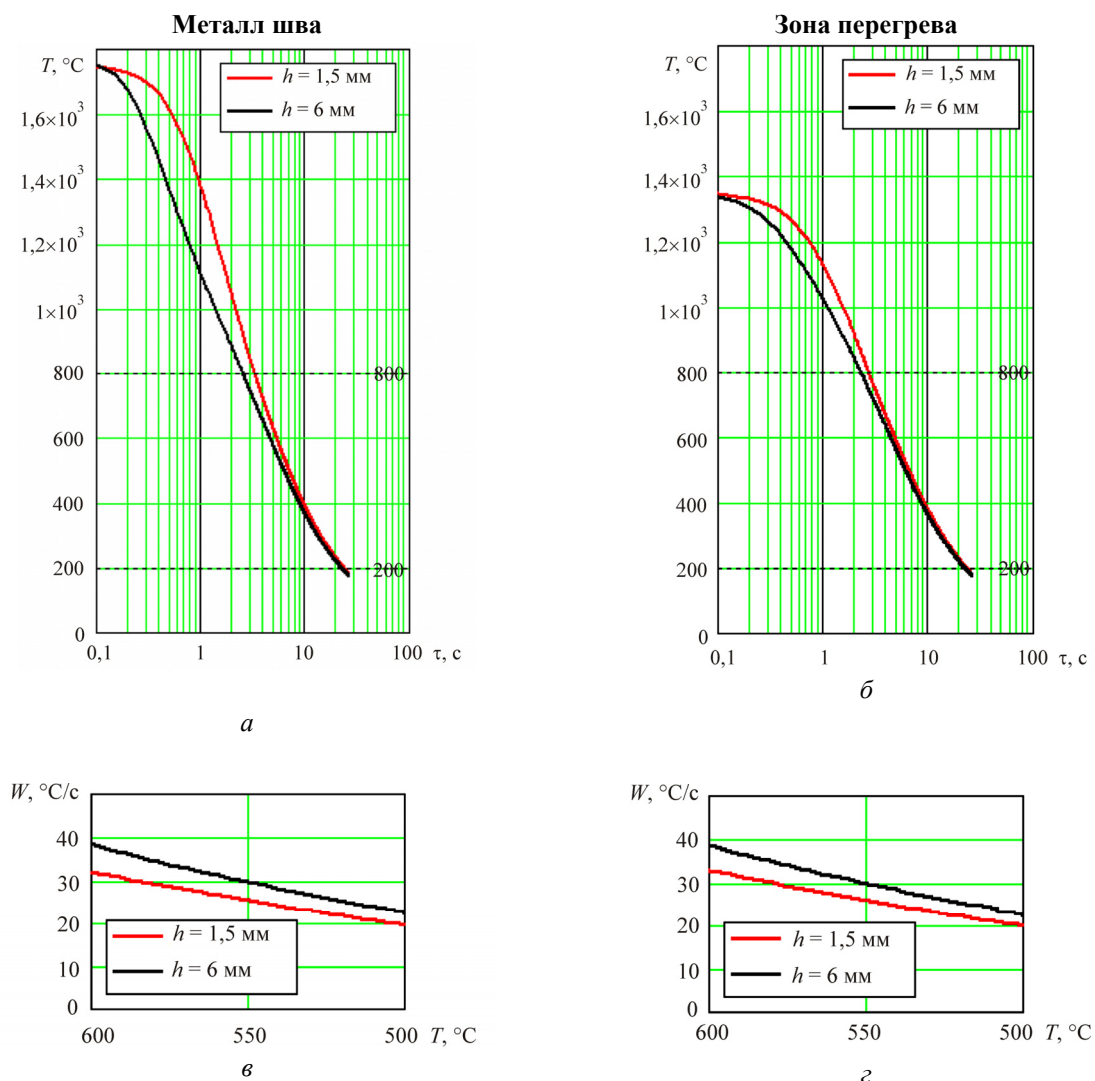 Металл шва
T, °C
h = 1,5 мм
h = 6 мм
1,6×10³
1,4×10³
1,2×10³
1×10³
800
800
600
400
200
200
0
0,1
1
10
100
τ, с
а
Зона перегрева
T, °C
h = 1,5 мм
h = 6 мм
1,6×10³
1,4×10³
1,2×10³
1×10³
800
800
600
400
200
200
0
0,1
1
10
100
τ, с
б
W, °C/с
40
30
20
10
0
h = 1,5 мм
h = 6 мм
600
550
500
T, °C
в
W, °C/с
40
30
20
10
0
h = 1,5 мм
h = 6 мм
600
550
500
T, °C
г